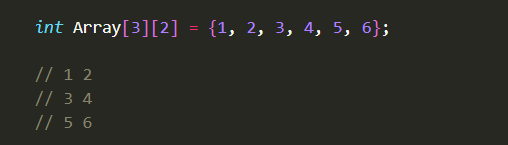 int Array[3][2] = {1, 2, 3, 4, 5, 6};
// 1 2
// 3 4
// 5 6